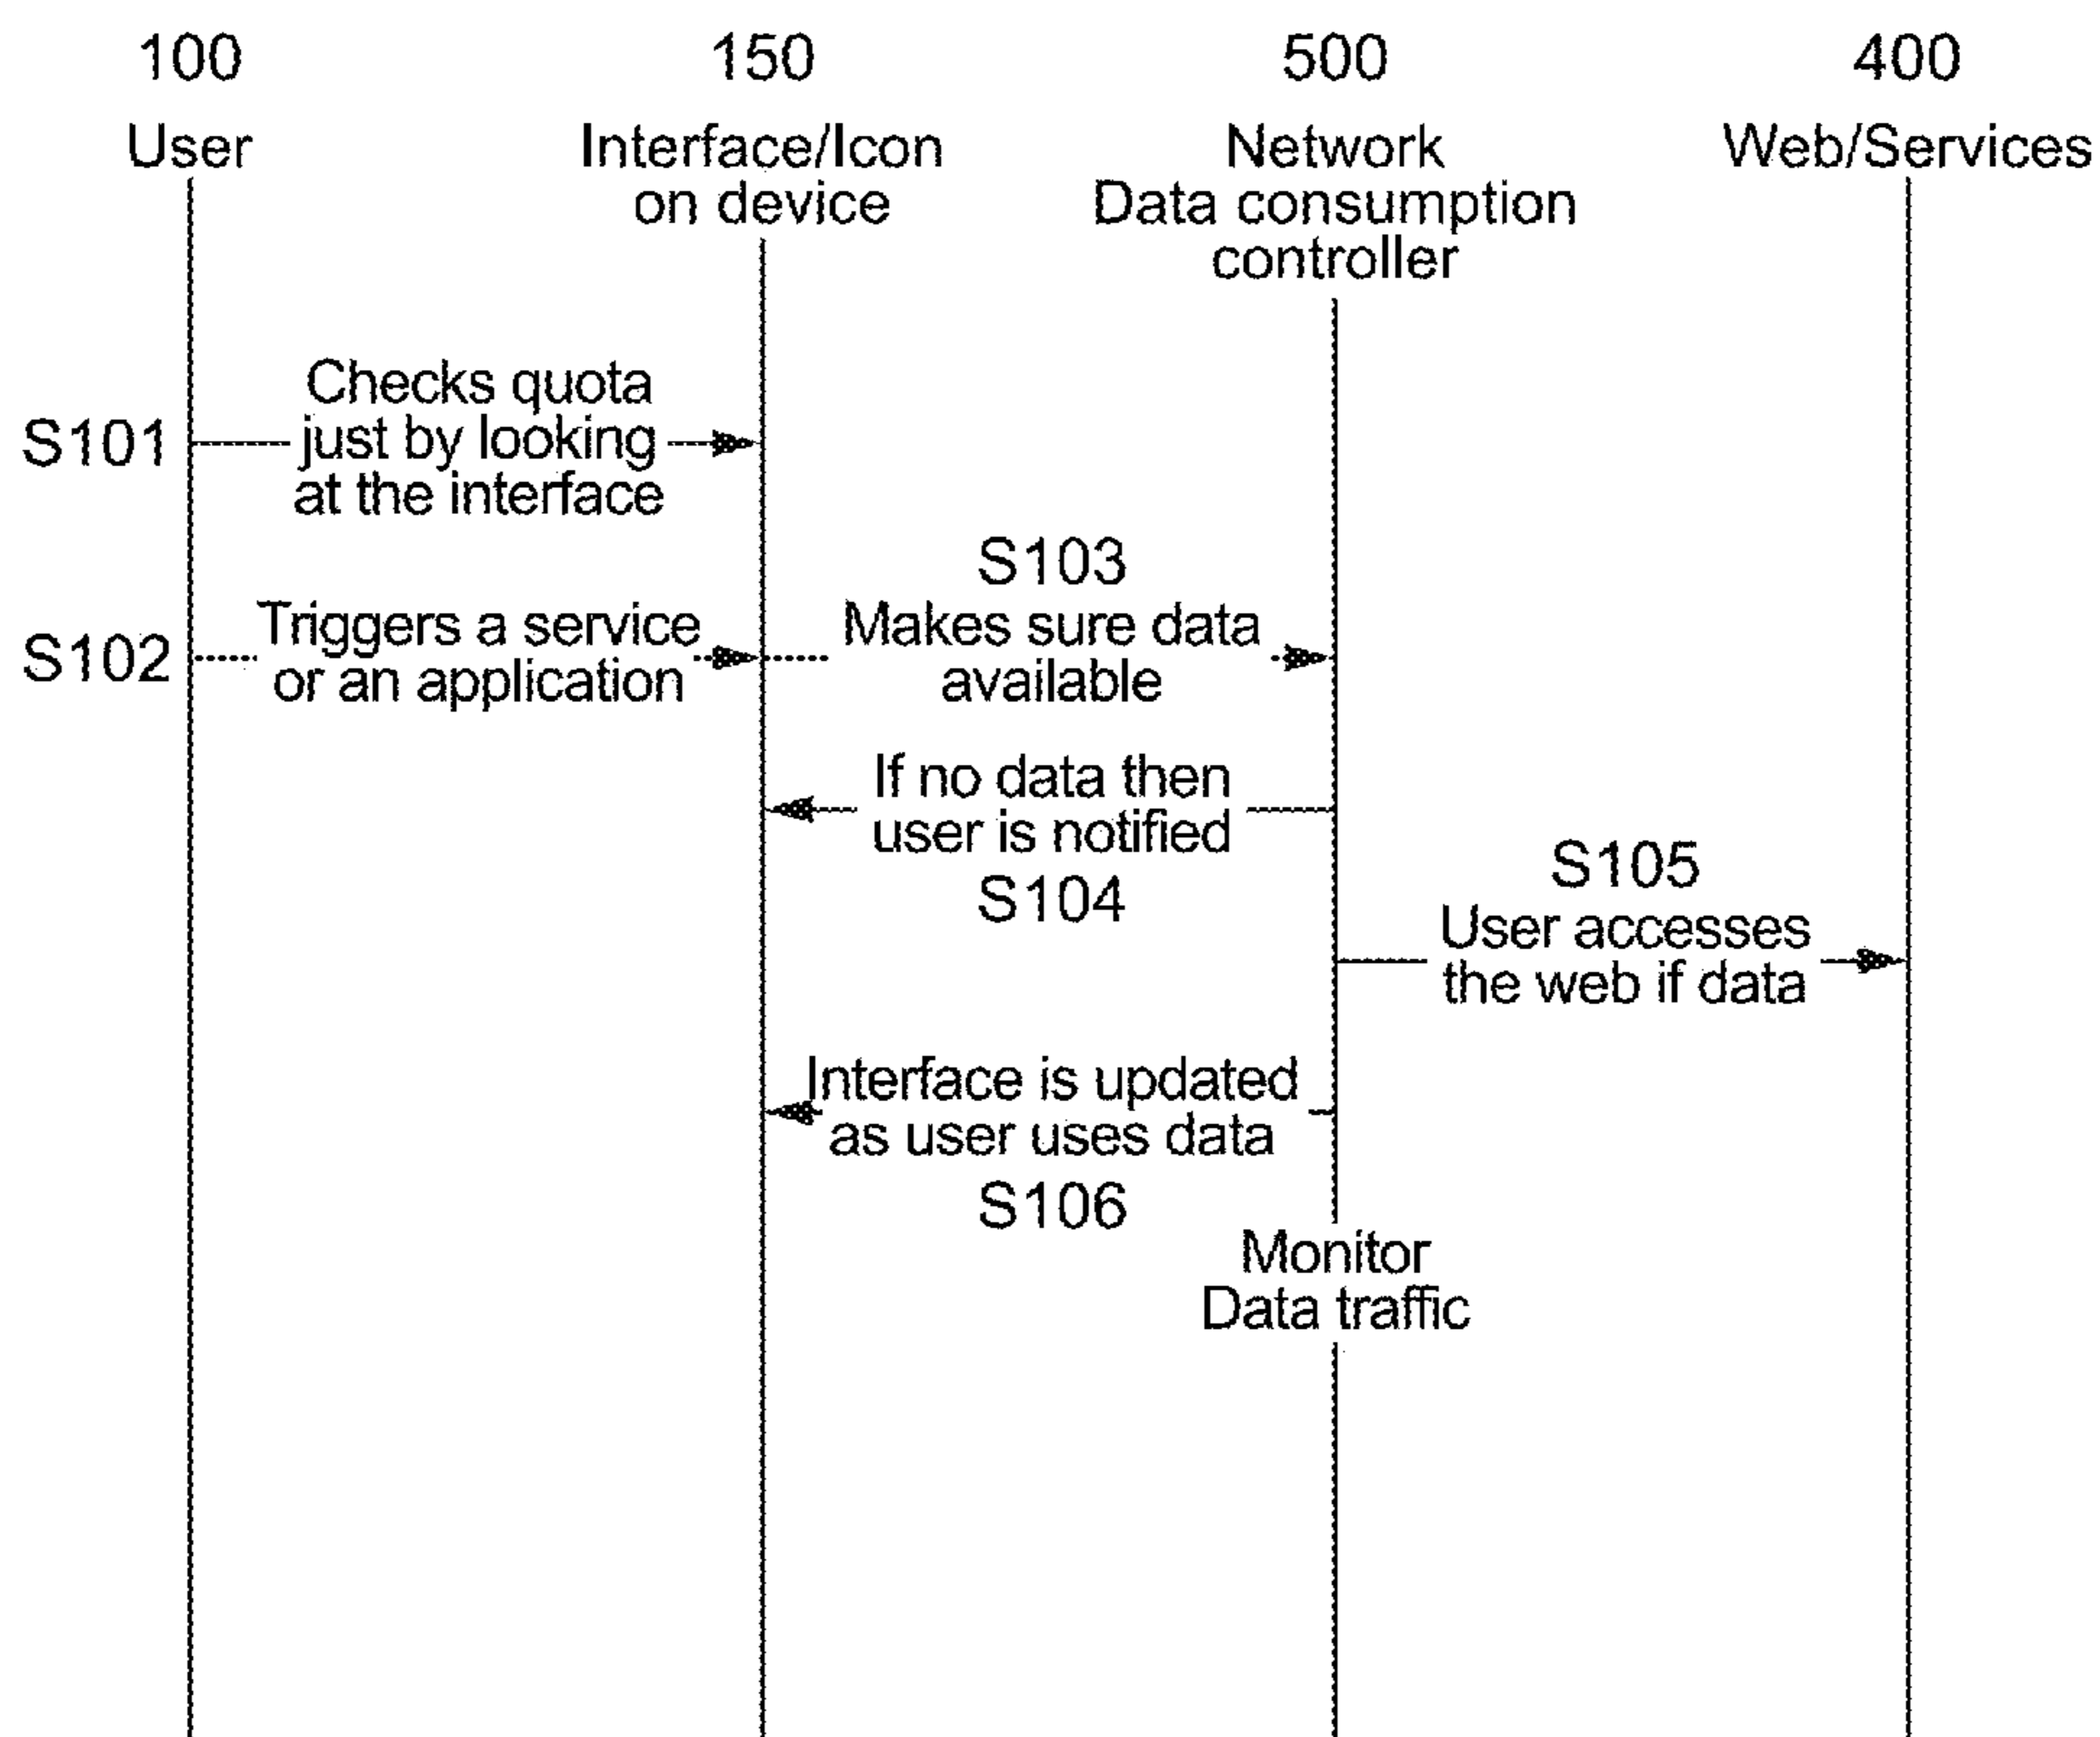 100
150
500
400
User
Interface/Icon
on device
Network
Data consumption
controller
Web/Services
S101
Checks quota
just by looking
at the interface
S102
Triggers a service
or an application
S103
Makes sure data
available
If no data then
user is notified
S104
S105
User accesses
the web if data
Interface is updated
as user uses data
S106
Monitor
Data traffic